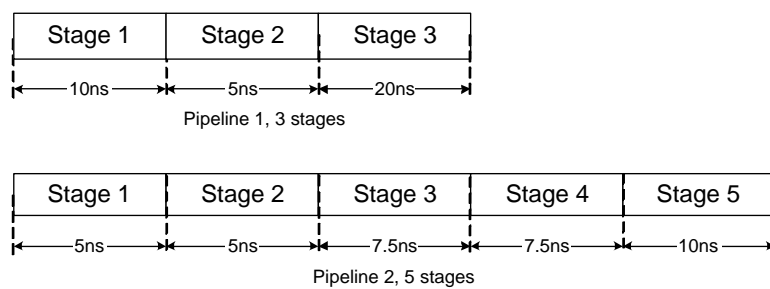 Stage 1 Stage 2 Stage 3
10ns 5ns 20ns
Pipeline 1, 3 stages
Stage 1 Stage 2 Stage 3 Stage 4 Stage 5
5ns 5ns 7.5ns 7.5ns 10ns
Pipeline 2, 5 stages